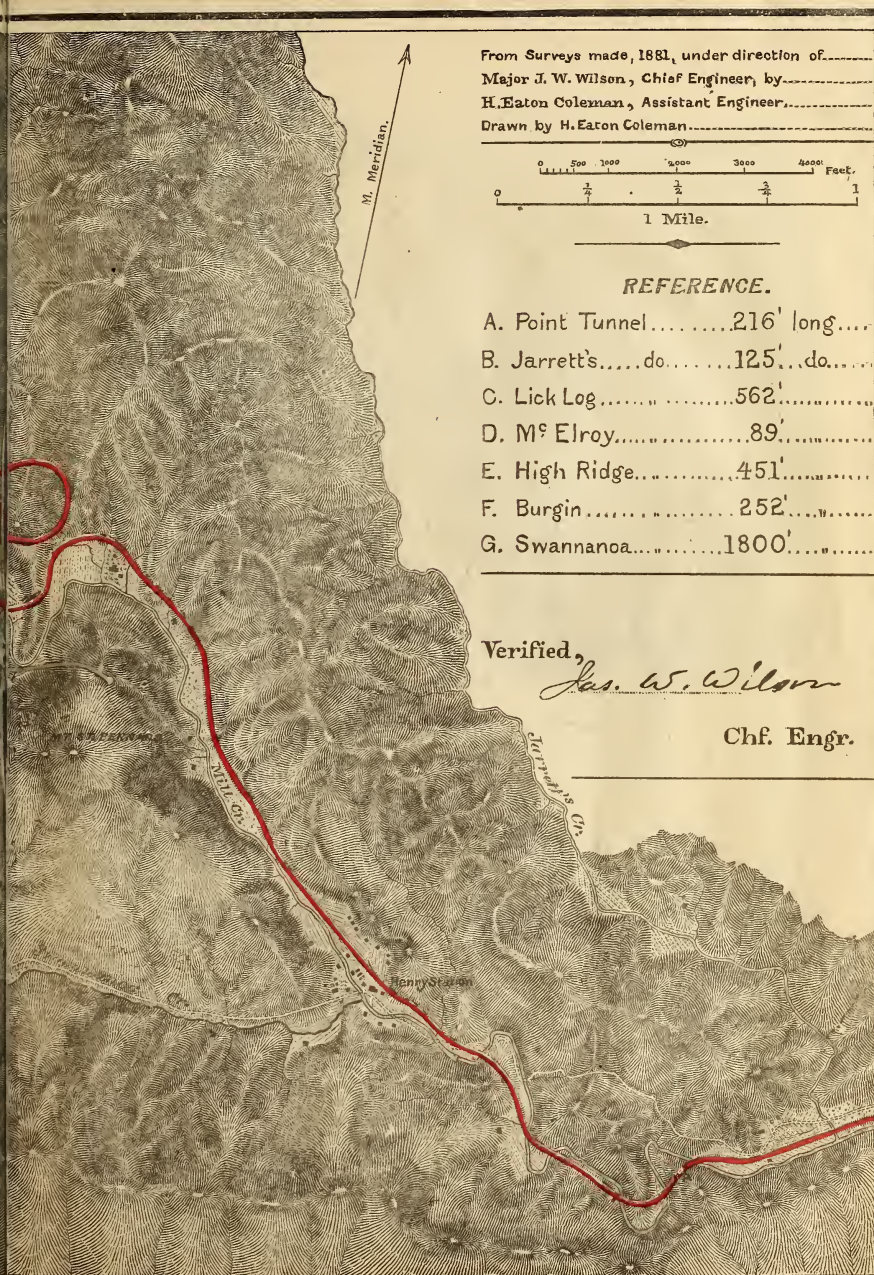 From Surveys made, 1881, under direction of
Major J. W. Wilson, Chief Engineer, by
H. Eaton Coleman, Assistant Engineer,
Drawn by H. Eaton Coleman
M. Meridian.
0 500 1000 2000 3000 4000 Feet.
0 1/4 1/2 3/4 1
1 Mile.
REFERENCE.
A. Point Tunnel.........216' long....
B. Jarrett's.....do........125'...do......
C. Lick Log.......„..........562'............
D. Mc Elroy....„............89'............
E. High Ridge...„..........451'............
F. Burgin....................252'....„......
G. Swannanoa...„........1800'....„......
Verified,
Jas. W. Wilson
Chf. Engr.
Jarrett's Cr.
Mill Cr.
Henry Station